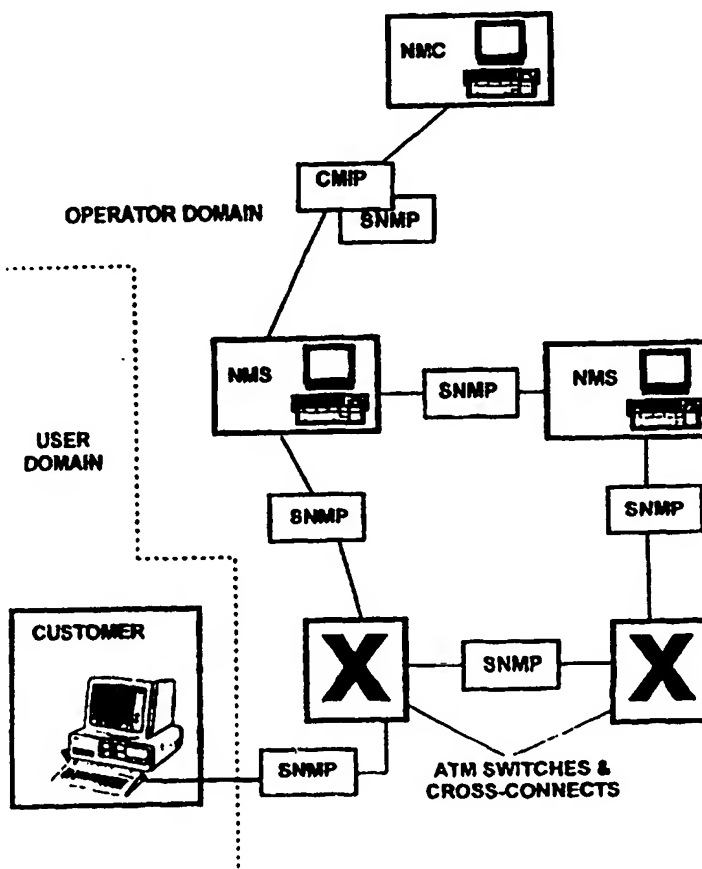 NMC
CMIP
OPERATOR DOMAIN
SNMP
NMS
SNMP
NMS
USER
DOMAIN
SNMP
SNMP
CUSTOMER
X
SNMP
X
SNMP
ATM SWITCHES &
CROSS-CONNECTS